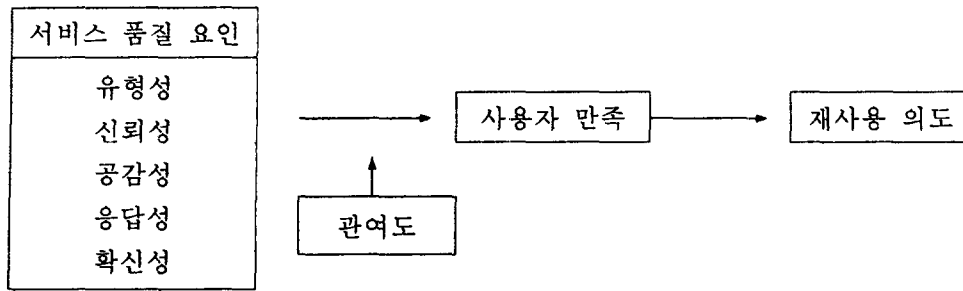 서비스 품질 요인
유형성
신뢰성
공감성
응답성
확신성
사용자 만족
재사용 의도
관여도